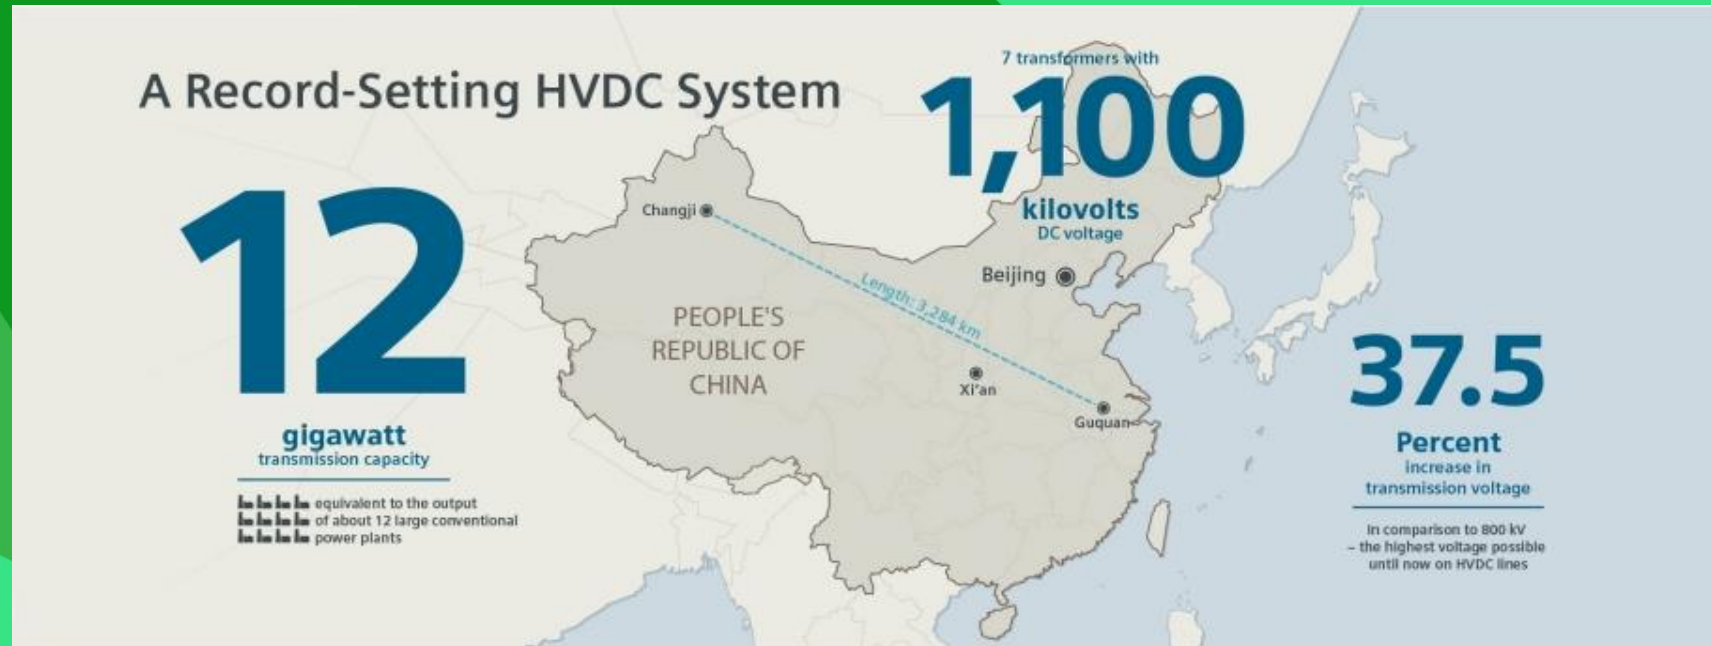 A Record-Setting HVDC System
7 transformers with
1,100
kilovolts
DC voltage
12
gigawatt
transmission capacity
equivalent to the output
of about 12 large conventional
power plants
Changji
Length: 3,284 km
Beijing
PEOPLE'S
REPUBLIC OF
CHINA
Xi'an
Guquan
37.5
Percent
increase in
transmission voltage
In comparison to 800 kV
– the highest voltage possible
until now on HVDC lines